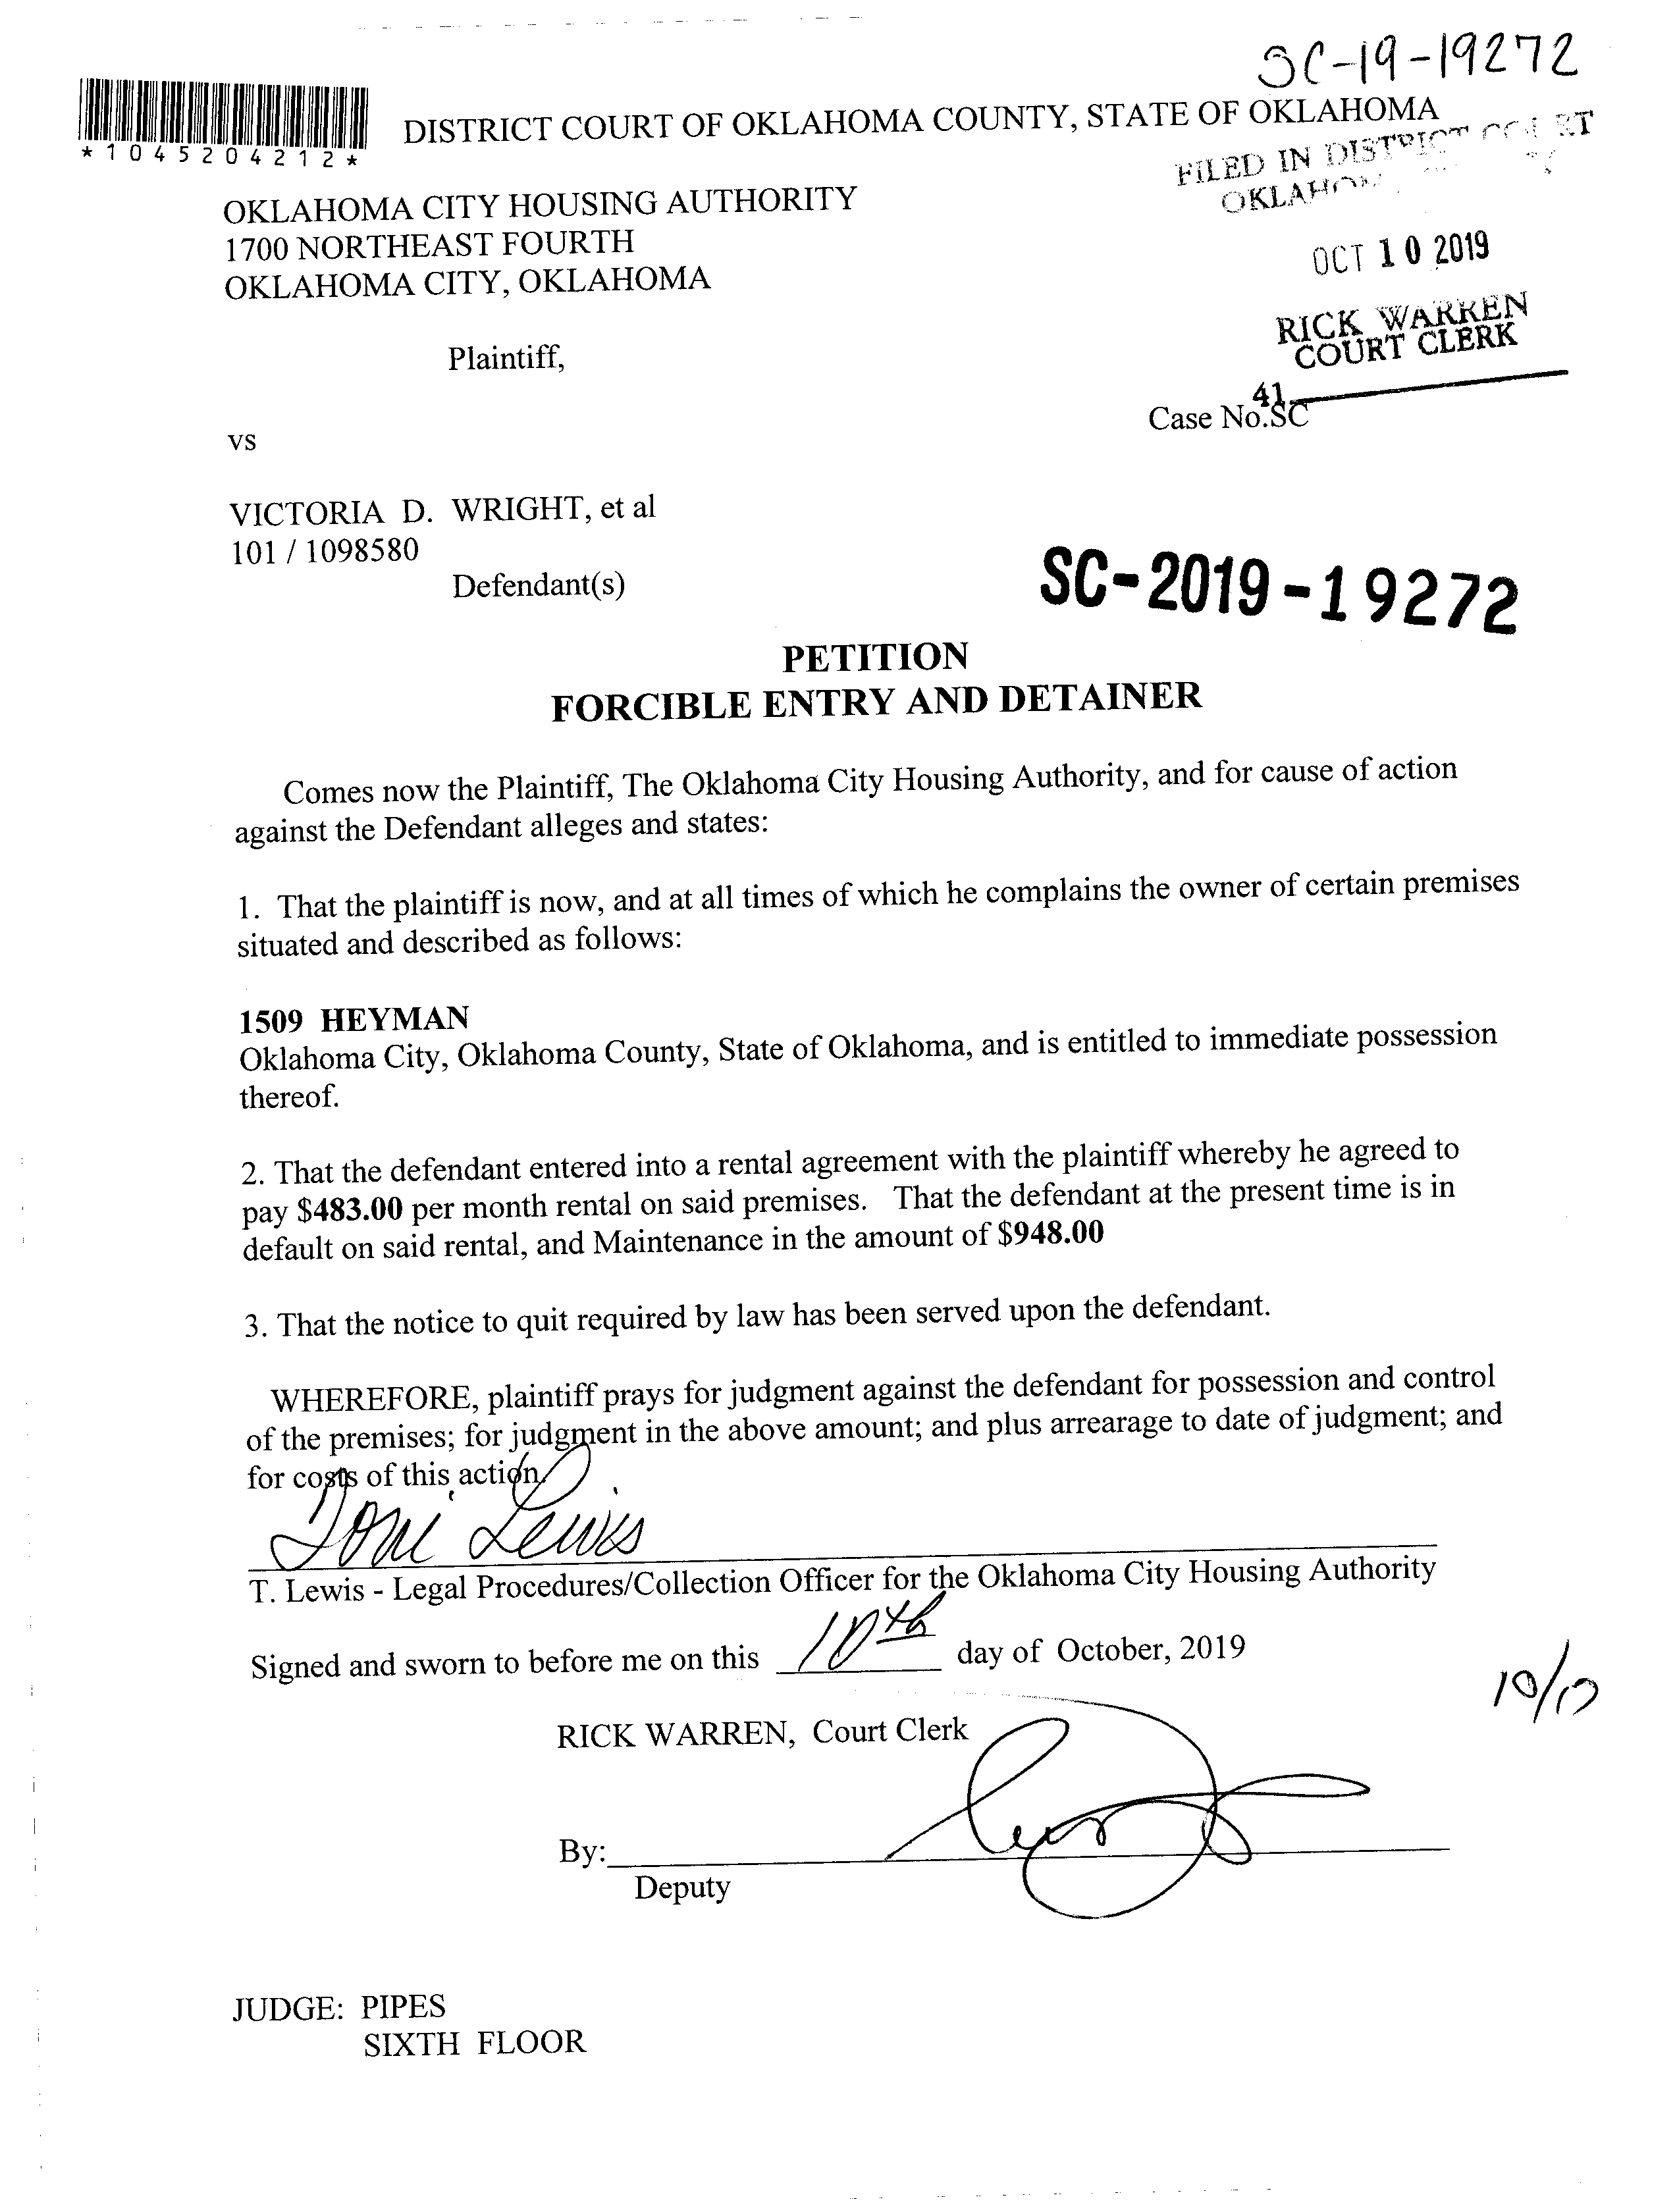 SC-19-19272
DISTRICT COURT OF OKLAHOMA COUNTY, STATE OF OKLAHOMA
*1045204212*
FILED IN DISTRICT COURT
OKLAHOMA
OKLAHOMA CITY HOUSING AUTHORITY
1700 NORTHEAST FOURTH
OKLAHOMA CITY, OKLAHOMA
OCT 10 2019
RICK WARREN
COURT CLERK
Plaintiff,
41
Case No.SC
vs
VICTORIA D. WRIGHT, et al
101 / 1098580
Defendant(s)
SC-2019-19272
PETITION
FORCIBLE ENTRY AND DETAINER
Comes now the Plaintiff, The Oklahoma City Housing Authority, and for cause of action
against the Defendant alleges and states:
1. That the plaintiff is now, and at all times of which he complains the owner of certain premises
situated and described as follows:
1509 HEYMAN
Oklahoma City, Oklahoma County, State of Oklahoma, and is entitled to immediate possession
thereof.
2. That the defendant entered into a rental agreement with the plaintiff whereby he agreed to
pay $483.00 per month rental on said premises. That the defendant at the present time is in
default on said rental, and Maintenance in the amount of $948.00
3. That the notice to quit required by law has been served upon the defendant.
WHEREFORE, plaintiff prays for judgment against the defendant for possession and control
of the premises; for judgment in the above amount; and plus arrearage to date of judgment; and
for costs of this action.
Toni Lewis
T. Lewis - Legal Procedures/Collection Officer for the Oklahoma City Housing Authority
Signed and sworn to before me on this 10th day of October, 2019
RICK WARREN, Court Clerk
By:
Deputy
JUDGE: PIPES
SIXTH FLOOR